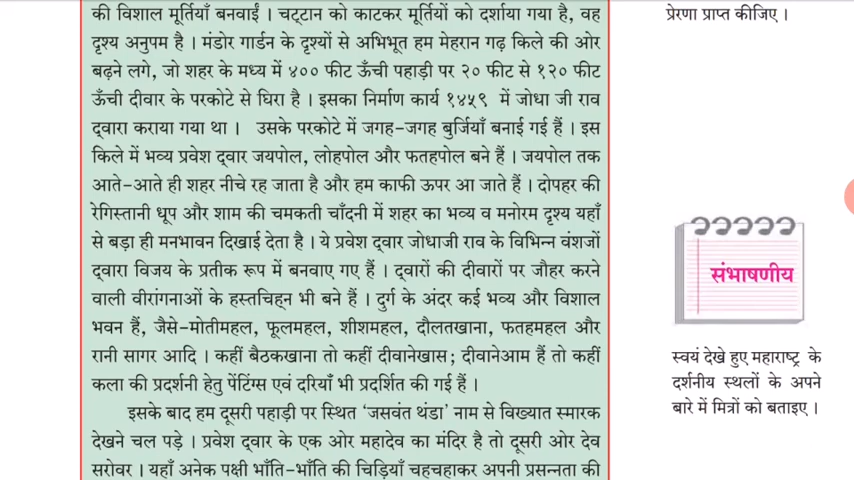 की विशाल मूर्तियाँ बनवाईं । चट्टान को काटकर मूर्तियों को दर्शाया गया है, वह
दृश्य अनुपम है । मंडोर गार्डन के दृश्यों से अभिभूत हम मेहरान गढ़ किले की ओर
बढ़ने लगे, जो शहर के मध्य में ४०० फीट ऊँची पहाड़ी पर २० फीट से १२० फीट
ऊँची दीवार के परकोटे से घिरा है । इसका निर्माण कार्य १४५९ में जोधा जी राव
द्वारा कराया गया था । उसके परकोटे में जगह-जगह बुर्जियाँ बनाई गई हैं । इस
किले में भव्य प्रवेश द्वार जयपोल, लोहपोल और फतहपोल बने हैं । जयपोल तक
आते-आते ही शहर नीचे रह जाता है और हम काफी ऊपर आ जाते हैं । दोपहर की
रेगिस्तानी धूप और शाम की चमकती चाँदनी में शहर का भव्य व मनोरम दृश्य यहाँ
से बड़ा ही मनभावन दिखाई देता है । ये प्रवेश द्वार जोधाजी राव के विभिन्न वंशजों
द्वारा विजय के प्रतीक रूप में बनवाए गए हैं । द्वारों की दीवारों पर जौहर करने
वाली वीरांगनाओं के हस्तचिह्न भी बने हैं । दुर्ग के अंदर कई भव्य और विशाल
भवन हैं, जैसे-मोतीमहल, फूलमहल, शीशमहल, दौलतखाना, फतहमहल और
रानी सागर आदि । कहीं बैठकखाना तो कहीं दीवानेखास; दीवानेआम हैं तो कहीं
कला की प्रदर्शनी हेतु पेंटिंग्स एवं दरियाँ भी प्रदर्शित की गई हैं ।
इसके बाद हम दूसरी पहाड़ी पर स्थित ‘जसवंत थंडा’ नाम से विख्यात स्मारक
देखने चल पड़े । प्रवेश द्वार के एक ओर महादेव का मंदिर है तो दूसरी ओर देव
सरोवर । यहाँ अनेक पक्षी भाँति-भाँति की चिड़ियाँ चहचहाकर अपनी प्रसन्नता की
प्रेरणा प्राप्त कीजिए ।
संभाषणीय
स्वयं देखे हुए महाराष्ट्र के
दर्शनीय स्थलों के अपने
बारे में मित्रों को बताइए ।